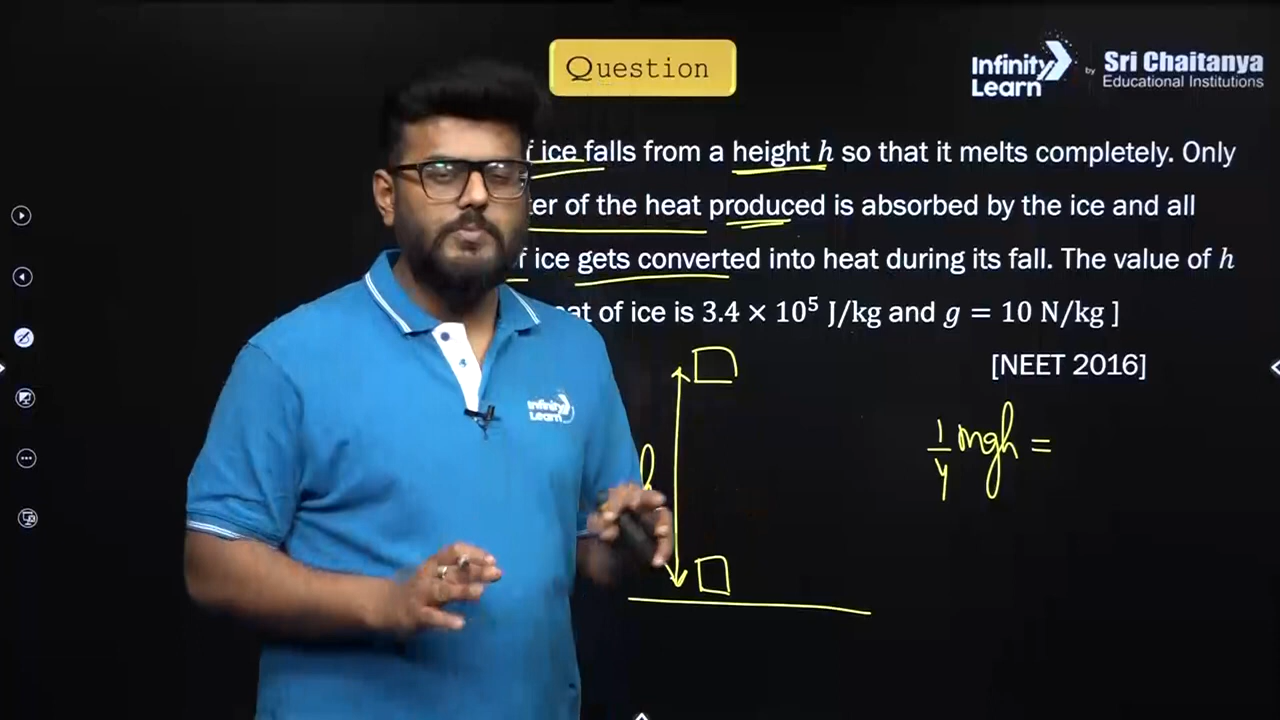 Question
Infinity Learn by Sri Chaitanya Educational Institutions
ice falls from a height ℎ so that it melts completely. Only
of the heat produced is absorbed by the ice and all
ice gets converted into heat during its fall. The value of ℎ
of ice is 3.4 × 10⁵ J/kg and 𝑔 = 10 N/kg ]
[NEET 2016]
1/4 mgh =
h
Infinity Learn